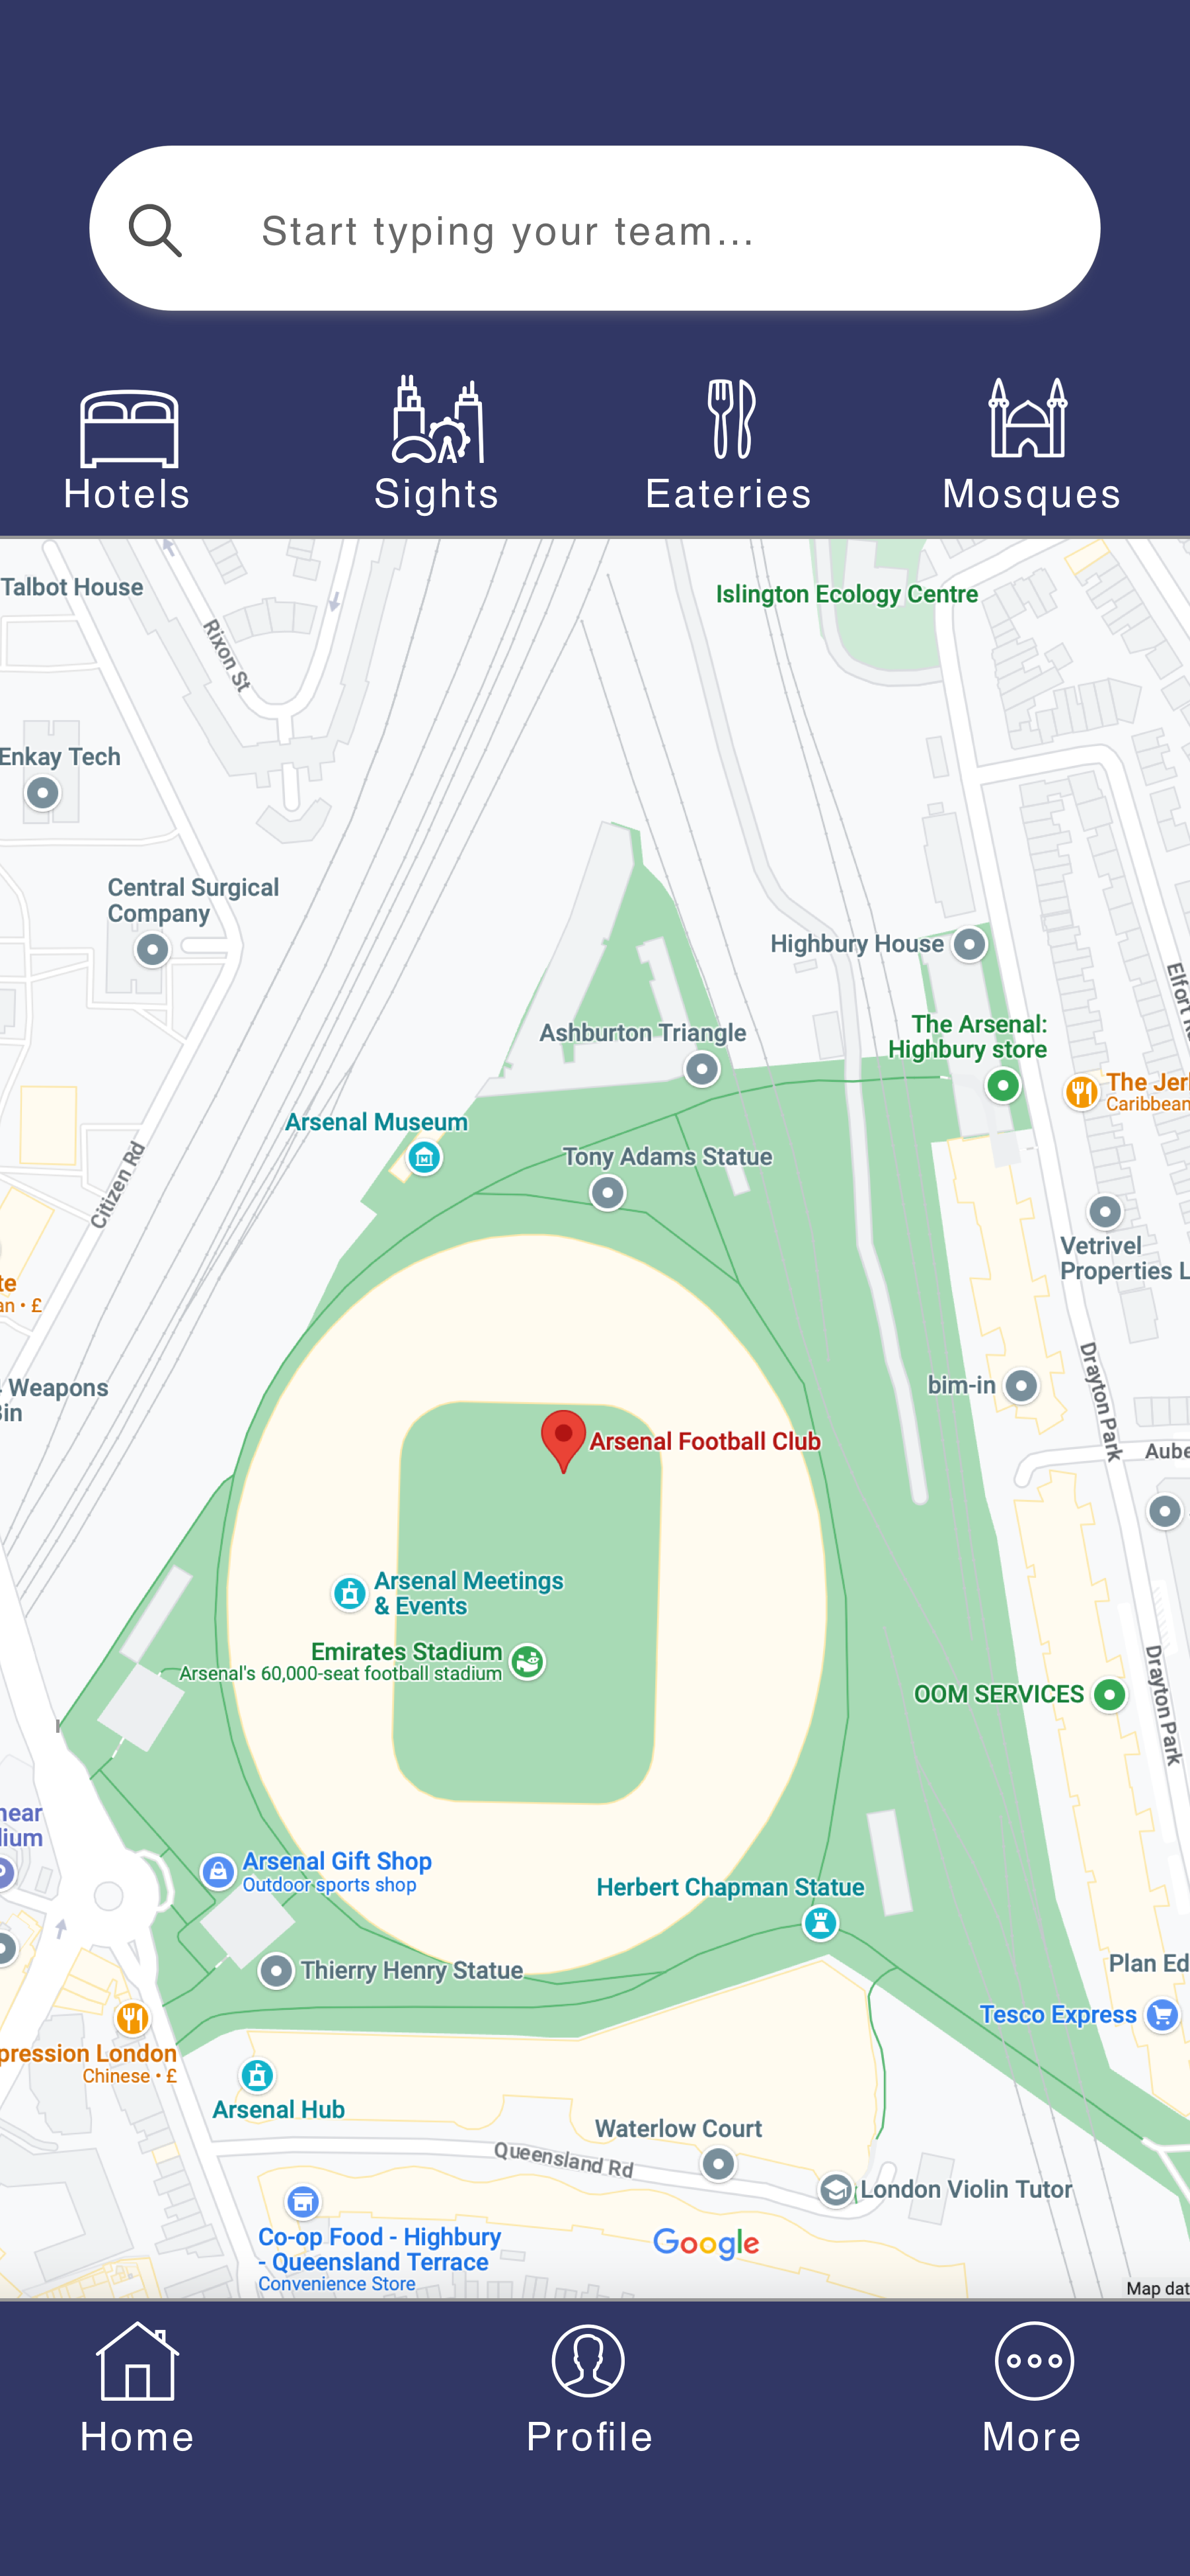 Start typing your team...
Hotels
Sights
Eateries
Mosques
Talbot House
Rixon St
Islington Ecology Centre
Enkay Tech
Central Surgical
Company
Highbury House
Ashburton Triangle
The Arsenal:
Highbury store
The Jer
Caribbean
Arsenal Museum
Tony Adams Statue
Citizen Rd
Vetrivel
Properties L
te
an • £
Weapons
Bin
bim-in
Drayton Park
Aube
Arsenal Football Club
Arsenal Meetings
& Events
Emirates Stadium
Arsenal's 60,000-seat football stadium
OOM SERVICES
Drayton Park
near
dium
Arsenal Gift Shop
Outdoor sports shop
Herbert Chapman Statue
Thierry Henry Statue
Plan Ed
Tesco Express
pression London
Chinese • £
Arsenal Hub
Waterlow Court
Queensland Rd
London Violin Tutor
Co-op Food - Highbury
- Queensland Terrace
Convenience Store
Google
Map dat
Home
Profile
More